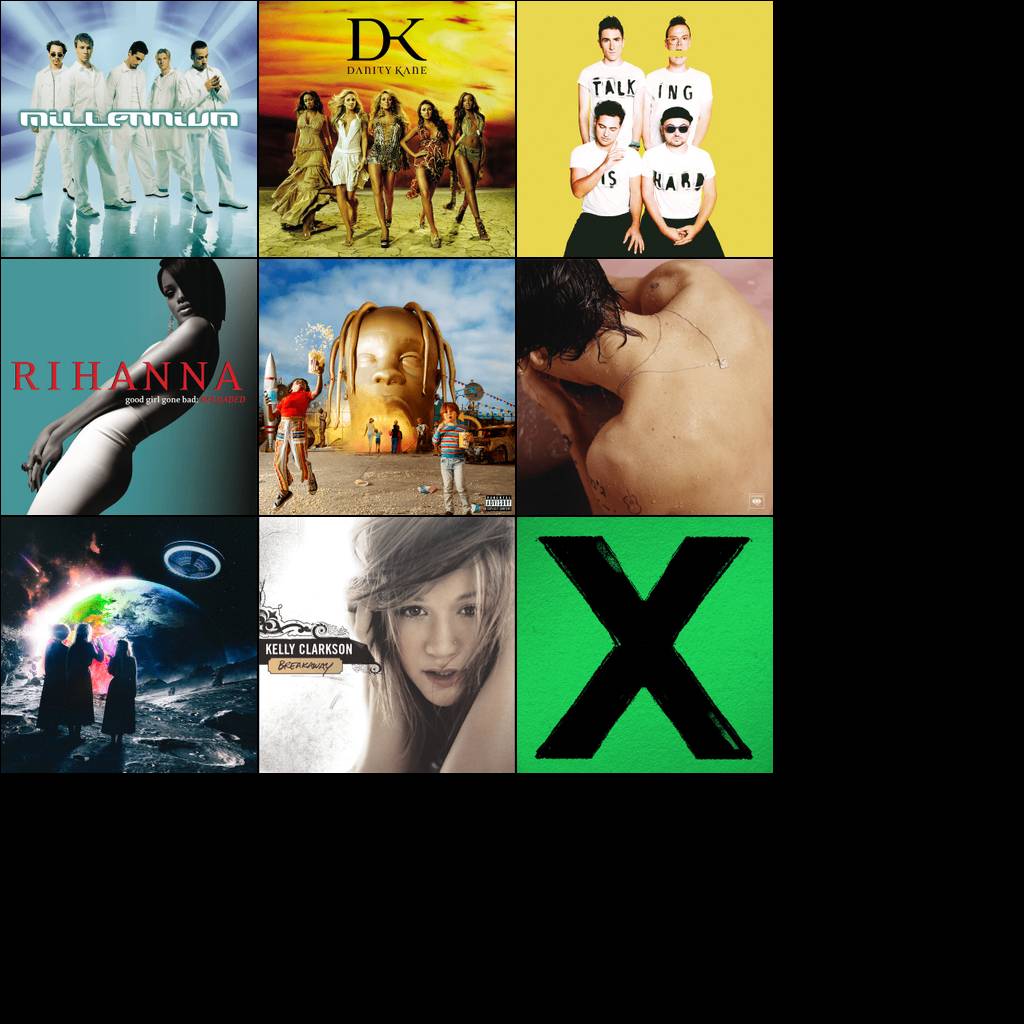 MILLENNIUM
DK
DANITY KANE
TALK ING
IS HARD
RIHANNA
good girl gone bad: RELOADED
PARENTAL
ADVISORY
EXPLICIT CONTENT
KELLY CLARKSON
BREAKAWAY
X